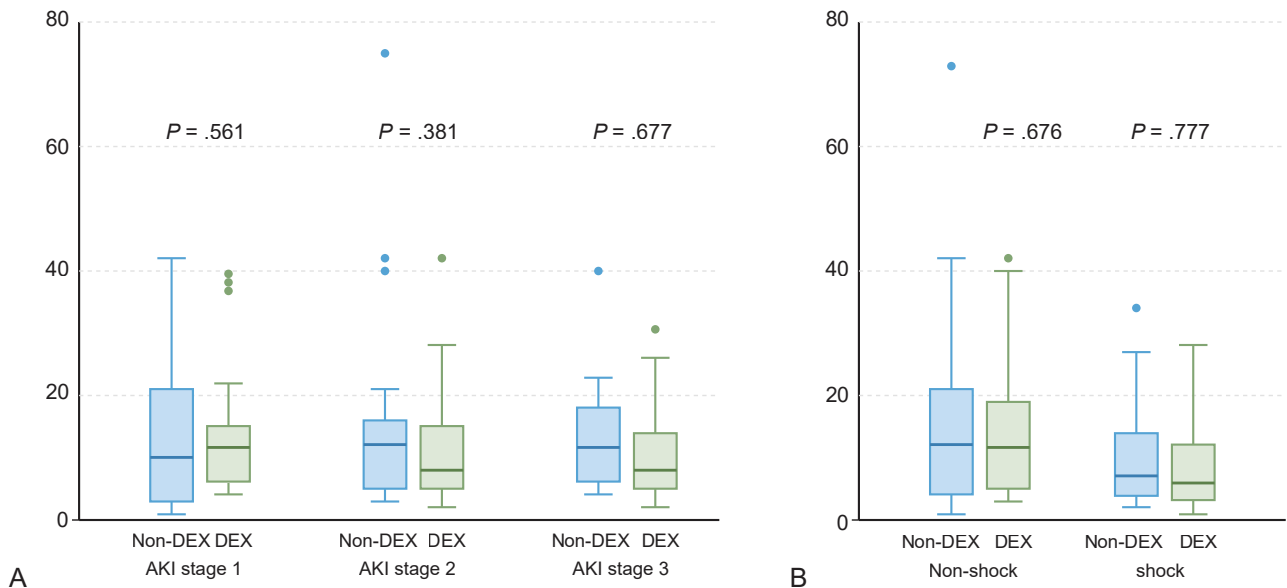 80
60
40
20
0
P = .561
P = .381
P = .677
Non-DEX DEX
Non-DEX DEX
Non-DEX DEX
AKI stage 1
AKI stage 2
AKI stage 3
A
80
60
40
20
0
P = .676
P = .777
Non-DEX DEX
Non-DEX DEX
Non-shock
shock
B